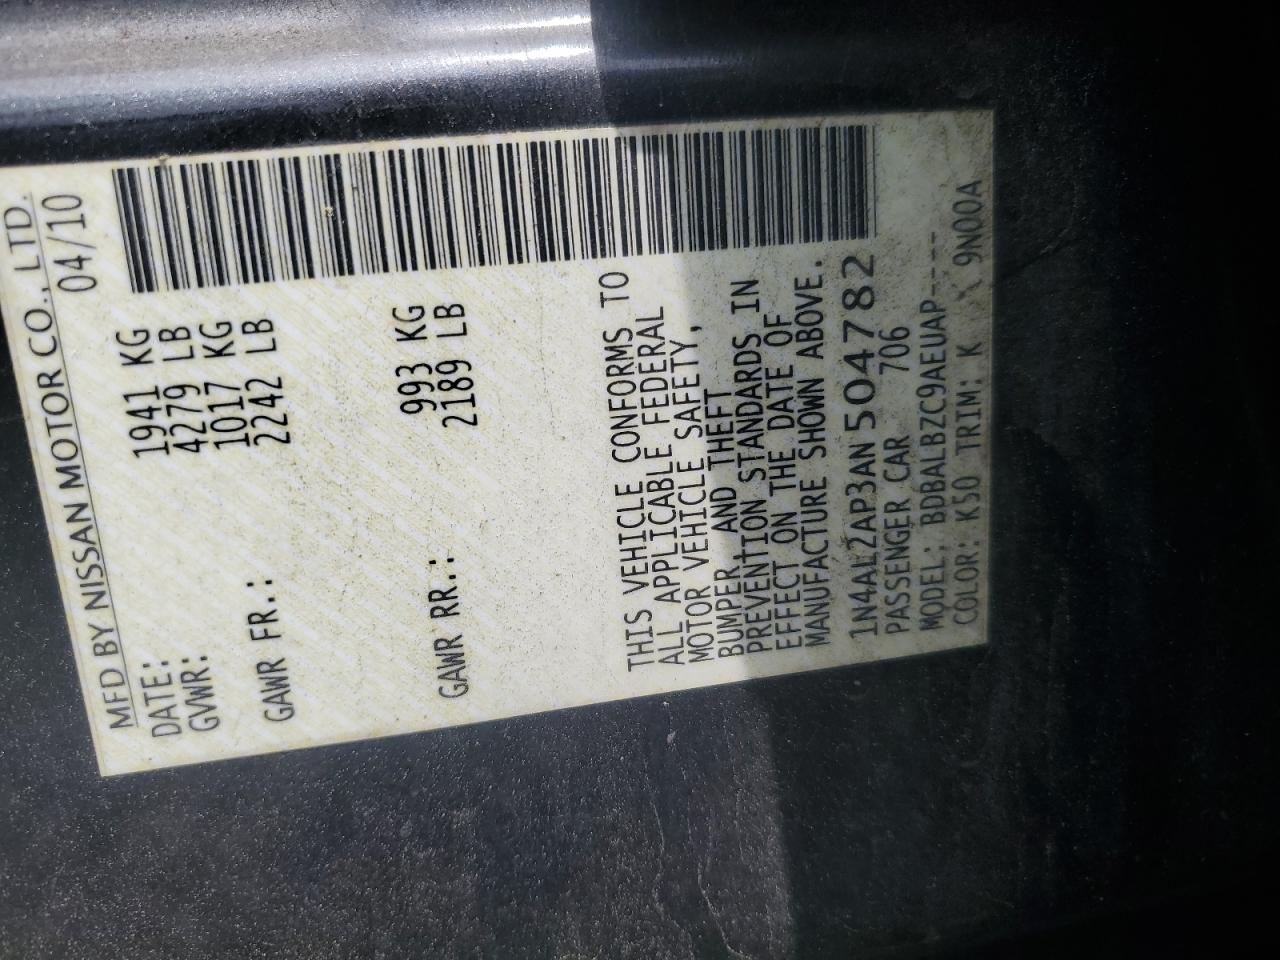 MFD BY NISSAN MOTOR CO., LTD.
DATE: 04/10
GVWR: 1941 KG
4279 LB
GAWR FR.: 1017 KG
2242 LB
GAWR RR.: 993 KG
2189 LB
THIS VEHICLE CONFORMS TO
ALL APPLICABLE FEDERAL
MOTOR VEHICLE SAFETY,
BUMPER, AND THEFT
PREVENTION STANDARDS IN
EFFECT ON THE DATE OF
MANUFACTURE SHOWN ABOVE.
1N4AL2AP3AN504782
PASSENGER CAR 706
MODEL: BDBALBZC9AEUAP----
COLOR: K50 TRIM: K 9N00A